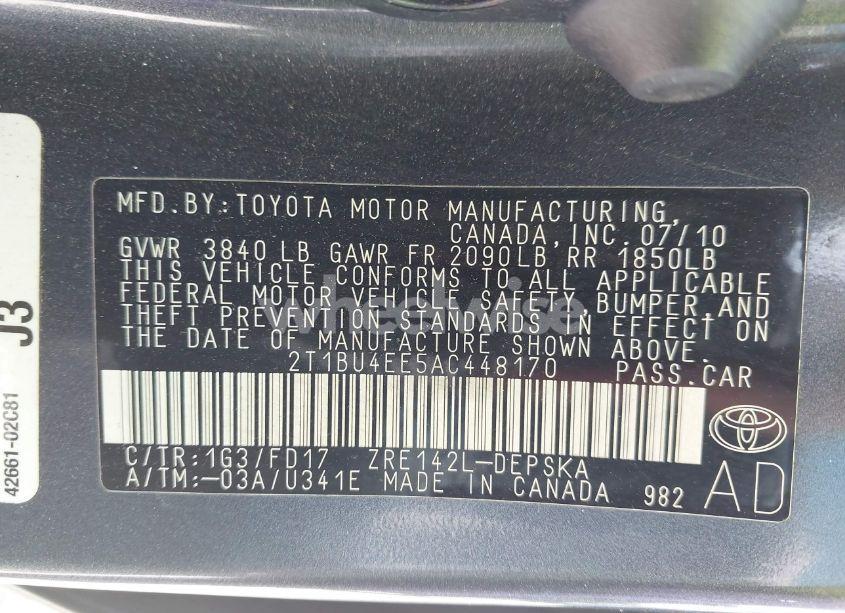 MFD.BY:TOYOTA MOTOR MANUFACTURING,
CANADA,INC. 07/10
GVWR 3840 LB GAWR FR 2090LB RR 1850LB
THIS VEHICLE CONFORMS TO ALL APPLICABLE
FEDERAL MOTOR VEHICLE SAFETY, BUMPER,AND
THEFT PREVENTION STANDARDS IN EFFECT ON
THE DATE OF MANUFACTURE SHOWN ABOVE.
2T1BU4EE5AC448170 PASS.CAR
C/TR:1G3/FD17 ZRE142L-DEPSKA
A/TM:-03A/U341E MADE IN CANADA 982
AD
J3
42661-02C81
wheelwise